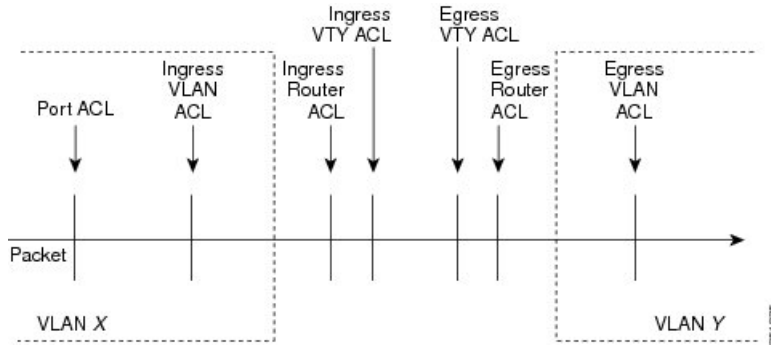 Ingress
VTY ACL
Egress
VTY ACL
Port ACL
Ingress
VLAN
ACL
Ingress
Router
ACL
Egress
Router
ACL
Egress
VLAN
ACL
Packet
VLAN X
VLAN Y